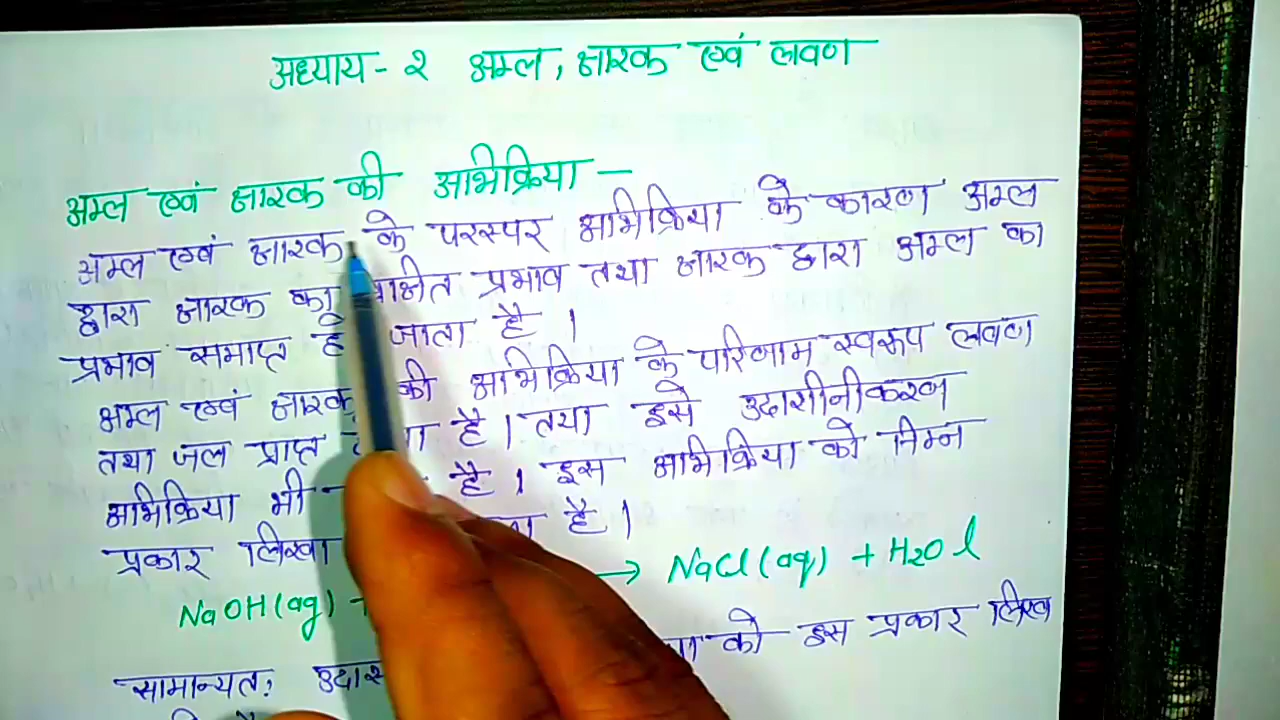 अध्याय - २ अम्ल, क्षारक एवं लवण
अम्ल एवं क्षारक की अभिक्रिया —
अम्ल एवं क्षारक के परस्पर अभिक्रिया के कारण अम्ल
द्वारा क्षारक का प्रभाव तथा क्षारक द्वारा अम्ल का
प्रभाव समाप्त हो जाता है ।
अम्ल एवं क्षारक की अभिक्रिया के परिणाम स्वरूप लवण
तथा जल प्राप्त है । तथा इसे उदासीनीकरण
अभिक्रिया भी है । इस अभिक्रिया को निम्न
प्रकार लिखा है ।
NaOH (aq) + → NaCl (aq) + H2O l
सामान्यतः को इस प्रकार लिख